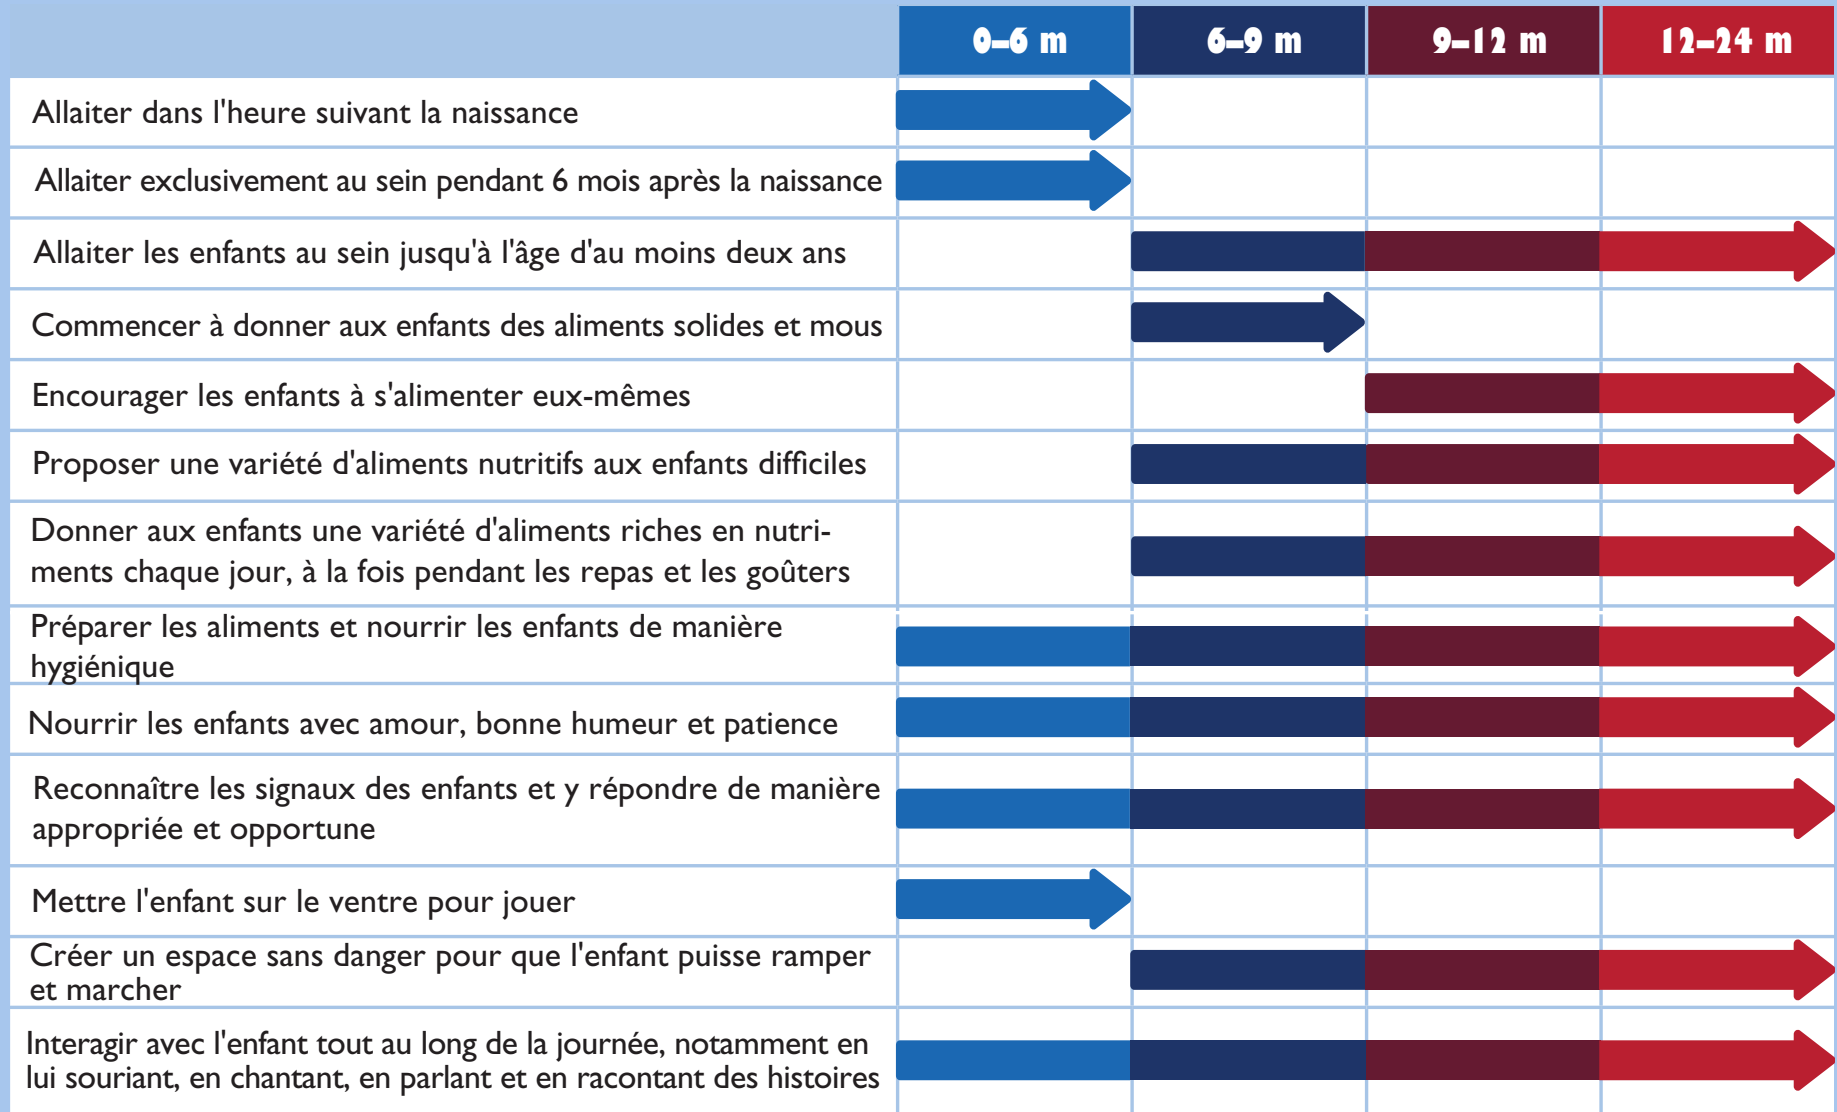 0–6 m 6–9 m 9–12 m 12–24 m
Allaiter dans l'heure suivant la naissance
Allaiter exclusivement au sein pendant 6 mois après la naissance
Allaiter les enfants au sein jusqu'à l'âge d'au moins deux ans
Commencer à donner aux enfants des aliments solides et mous
Encourager les enfants à s'alimenter eux-mêmes
Proposer une variété d'aliments nutritifs aux enfants difficiles
Donner aux enfants une variété d'aliments riches en nutri-
ments chaque jour, à la fois pendant les repas et les goûters
Préparer les aliments et nourrir les enfants de manière
hygiénique
Nourrir les enfants avec amour, bonne humeur et patience
Reconnaître les signaux des enfants et y répondre de manière
appropriée et opportune
Mettre l'enfant sur le ventre pour jouer
Créer un espace sans danger pour que l'enfant puisse ramper
et marcher
Interagir avec l'enfant tout au long de la journée, notamment en
lui souriant, en chantant, en parlant et en racontant des histoires